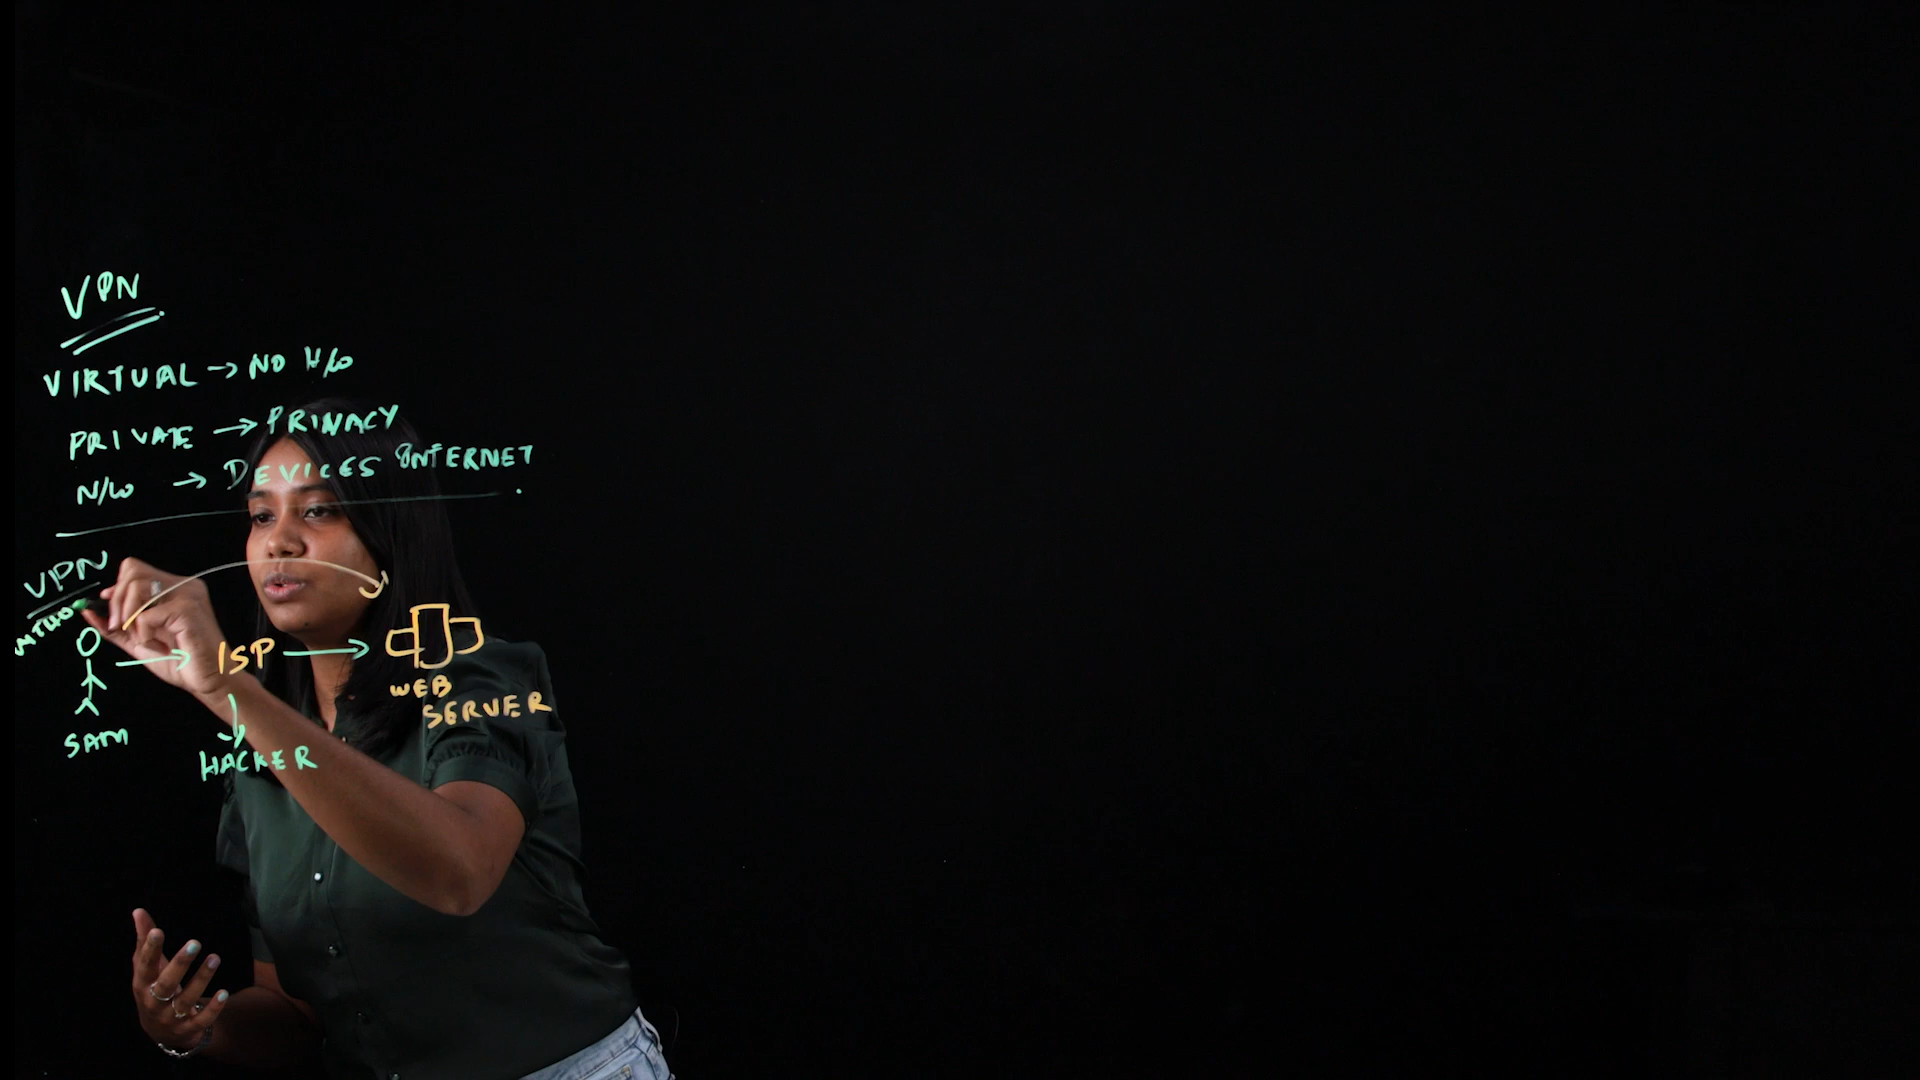 VPN
VIRTUAL → NO H/W
PRIVATE → PRIVACY
N/W → DEVICES INTERNET
VPN
ISP
WEB
SERVER
SAM
HACKER